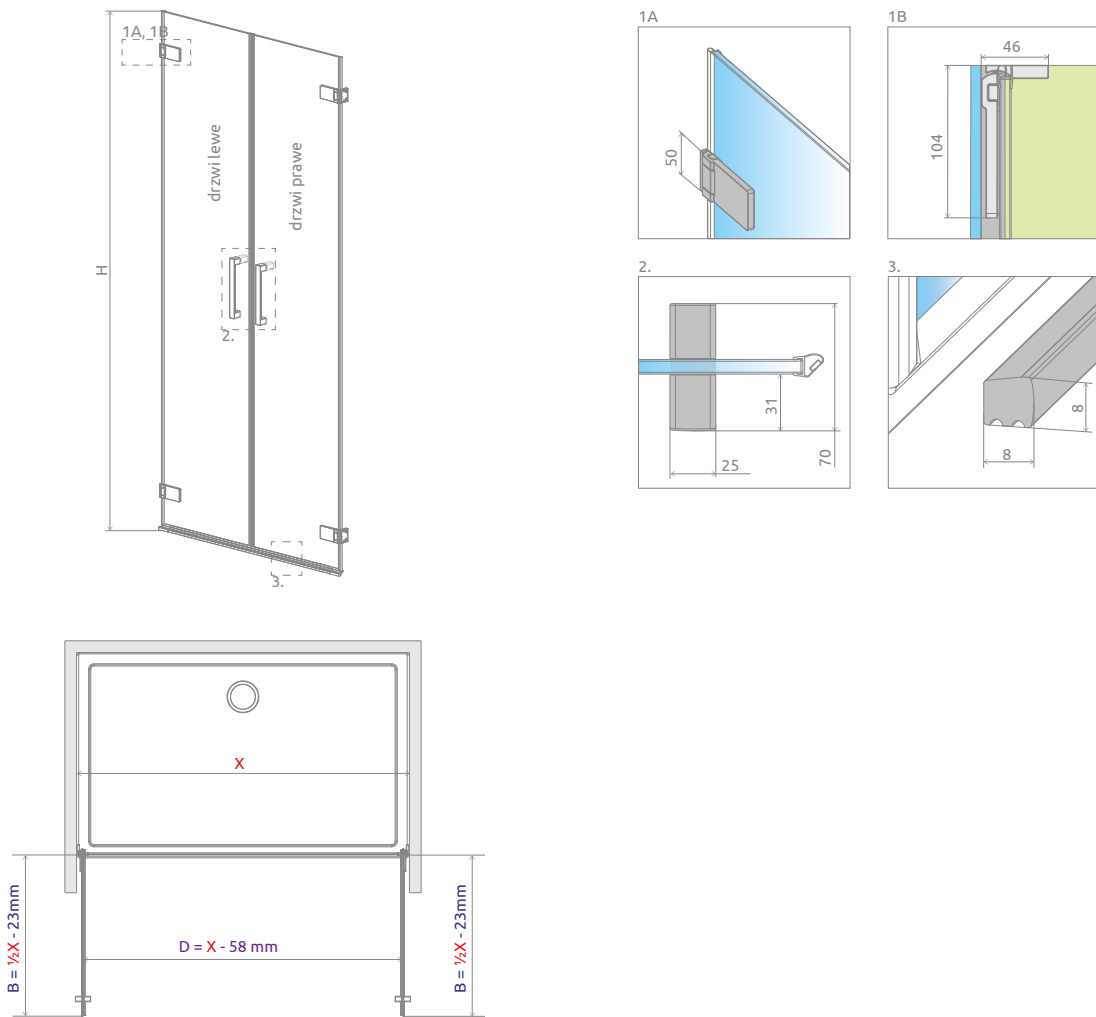 1A, 1B
H
drzwi lewe
drzwi prawe
2.
3.
1A
50
1B
46
104
2.
31
70
25
3.
8
8
X
B = ½X - 23mm
D = X - 58 mm
B = ½X - 23mm